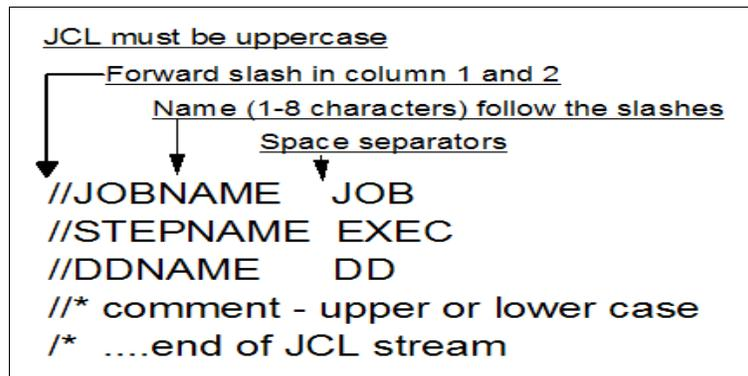 JCL must be uppercase
Forward slash in column 1 and 2
Name (1-8 characters) follow the slashes
Space separators
//JOBNAME JOB
//STEPNAME EXEC
//DDNAME DD
//* comment - upper or lower case
/* ....end of JCL stream